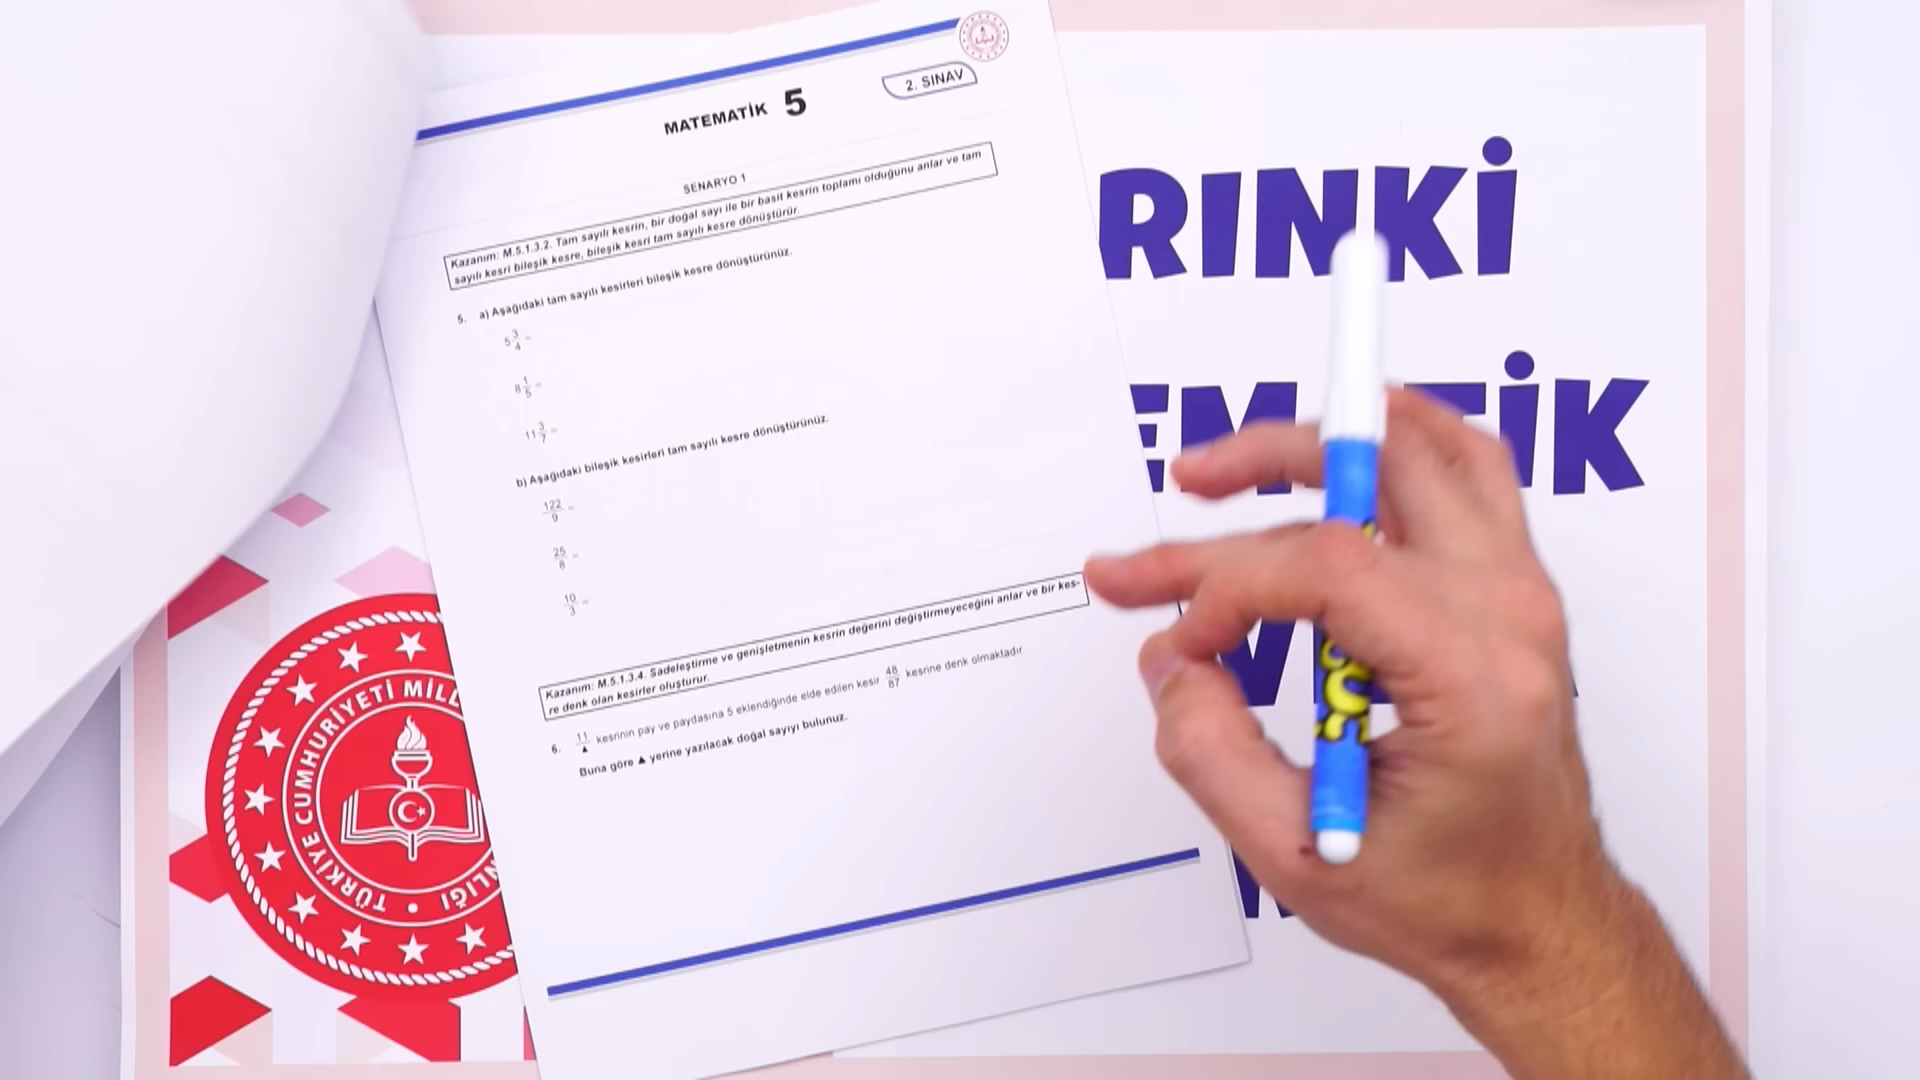 MATEMATİK 5
2. SINAV
SENARYO 1
Kazanım: M.5.1.3.2. Tam sayılı kesrin, bir doğal sayı ile bir basit kesrin toplamı olduğunu anlar ve tam
sayılı kesri bileşik kesre, bileşik kesri tam sayılı kesre dönüştürür.
5. a) Aşağıdaki tam sayılı kesirleri bileşik kesre dönüştürünüz.
5 3/4 =
8 1/5 =
11 3/7 =
b) Aşağıdaki bileşik kesirleri tam sayılı kesre dönüştürünüz.
122/9 =
25/8 =
10/3 =
Kazanım: M.5.1.3.4. Sadeleştirme ve genişletmenin kesrin değerini değiştirmeyeceğini anlar ve bir kes-
re denk olan kesirler oluşturur.
6. 11/▲ kesrinin pay ve paydasına 5 eklendiğinde elde edilen kesir 48/87 kesrine denk olmaktadır
Buna göre ▲ yerine yazılacak doğal sayıyı bulunuz.
RINKİ
TÜRKİYE CUMHURİYETİ MİLL
NLIĞI